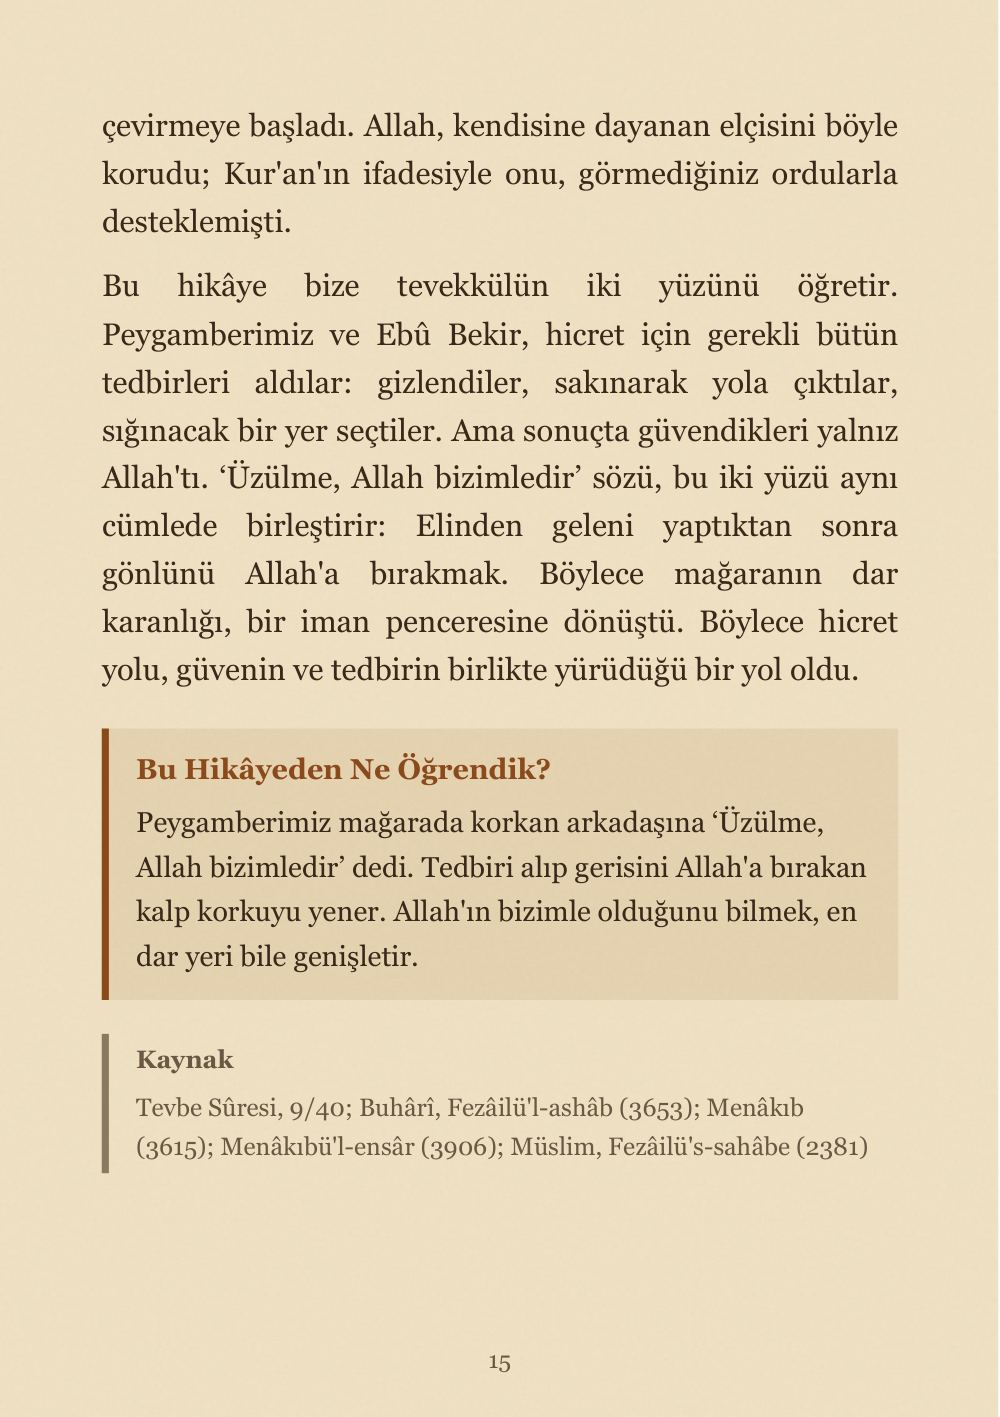 çevirmeye başladı. Allah, kendisine dayanan elçisini böyle
korudu; Kur'an'ın ifadesiyle onu, görmediğiniz ordularla
desteklemişti.
Bu hikâye bize tevekkülün iki yüzünü öğretir.
Peygamberimiz ve Ebû Bekir, hicret için gerekli bütün
tedbirleri aldılar: gizlendiler, sakınarak yola çıktılar,
sığınacak bir yer seçtiler. Ama sonuçta güvendikleri yalnız
Allah'tı. ‘Üzülme, Allah bizimledir’ sözü, bu iki yüzü aynı
cümlede birleştirir: Elinden geleni yaptıktan sonra
gönlünü Allah'a bırakmak. Böylece mağaranın dar
karanlığı, bir iman penceresine dönüştü. Böylece hicret
yolu, güvenin ve tedbirin birlikte yürüdüğü bir yol oldu.
Bu Hikâyeden Ne Öğrendik?
Peygamberimiz mağarada korkan arkadaşına ‘Üzülme,
Allah bizimledir’ dedi. Tedbiri alıp gerisini Allah'a bırakan
kalp korkuyu yener. Allah'ın bizimle olduğunu bilmek, en
dar yeri bile genişletir.
Kaynak
Tevbe Sûresi, 9/40; Buhârî, Fezâilü'l-ashâb (3653); Menâkıb
(3615); Menâkıbü'l-ensâr (3906); Müslim, Fezâilü's-sahâbe (2381)
15